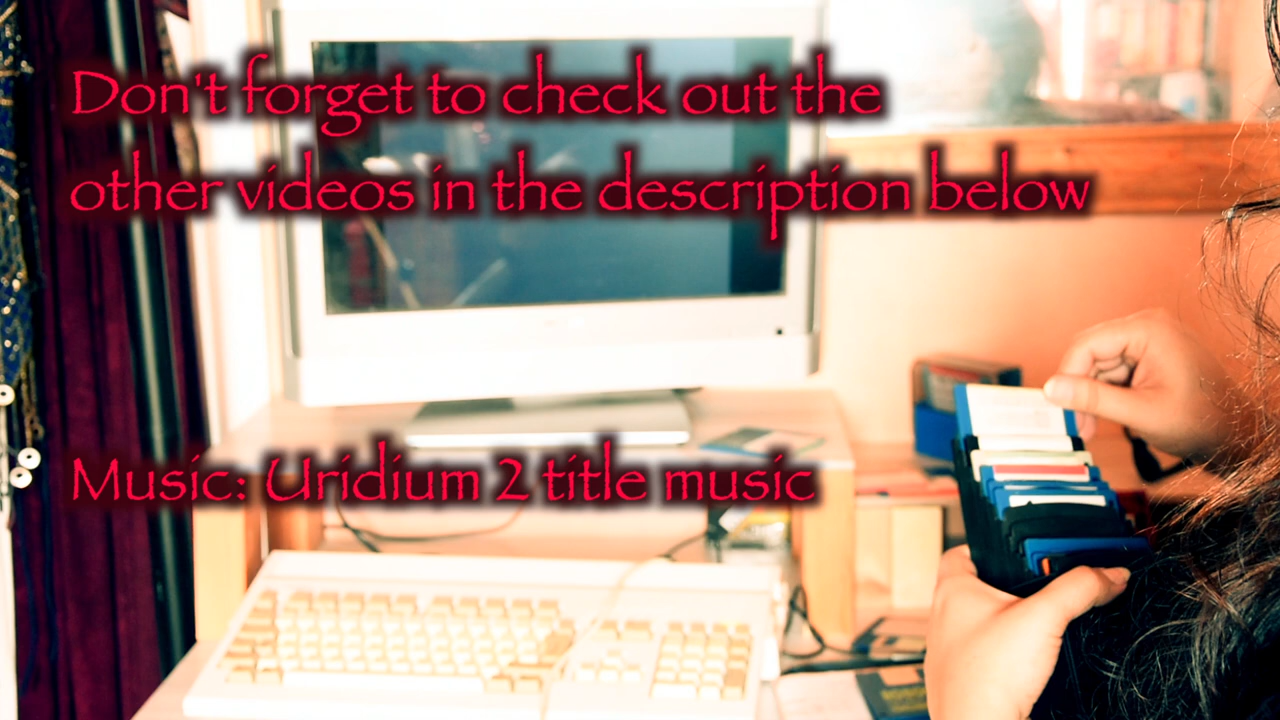 Don't forget to check out the
other videos in the description below
Music: Uridium 2 title music